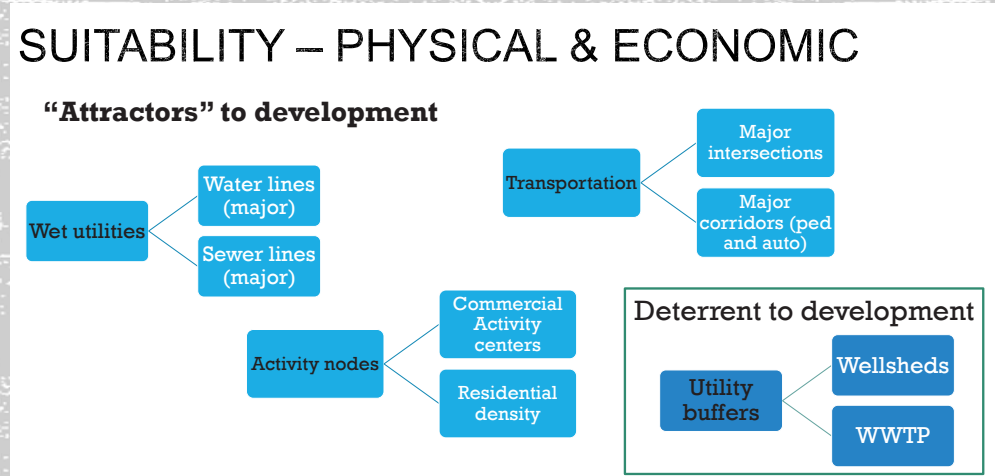 SUITABILITY – PHYSICAL & ECONOMIC
“Attractors” to development
Wet utilities
Water lines
(major)
Sewer lines
(major)
Transportation
Major
intersections
Major
corridors (ped
and auto)
Activity nodes
Commercial
Activity
centers
Residential
density
Deterrent to development
Utility
buffers
Wellsheds
WWTP